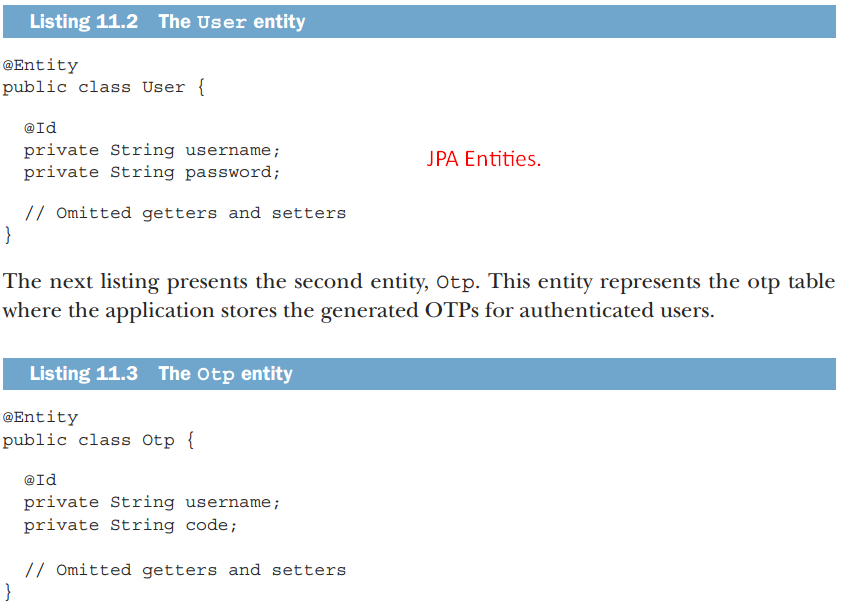 Listing 11.2 The User entity
@Entity
public class User {
@Id
private String username;
JPA Entities.
private String password;
// Omitted getters and setters
}
The next listing presents the second entity, Otp. This entity represents the otp table
where the application stores the generated OTPs for authenticated users.
Listing 11.3 The Otp entity
@Entity
public class Otp {
@Id
private String username;
private String code;
// Omitted getters and setters
}